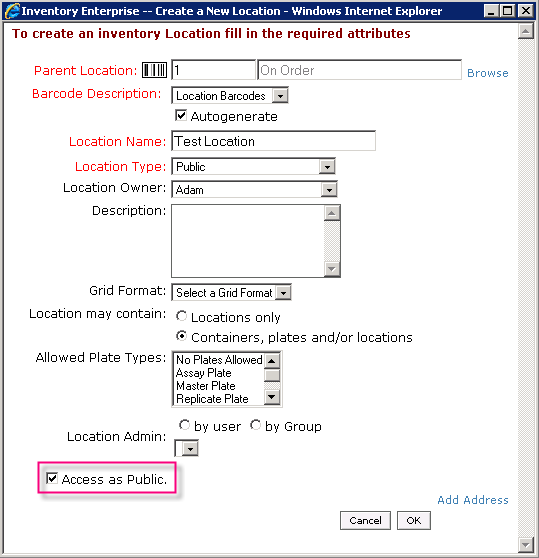 Inventory Enterprise -- Create a New Location - Windows Internet Explorer
To create an inventory Location fill in the required attributes
Parent Location: 1 On Order Browse
Barcode Description: Location Barcodes
Autogenerate
Location Name: Test Location
Location Type: Public
Location Owner: Adam
Description:
Grid Format: Select a Grid Format
Location may contain: Locations only
Containers, plates and/or locations
Allowed Plate Types: No Plates Allowed
Assay Plate
Master Plate
Replicate Plate
by user by Group
Location Admin:
Access as Public.
Add Address
Cancel OK